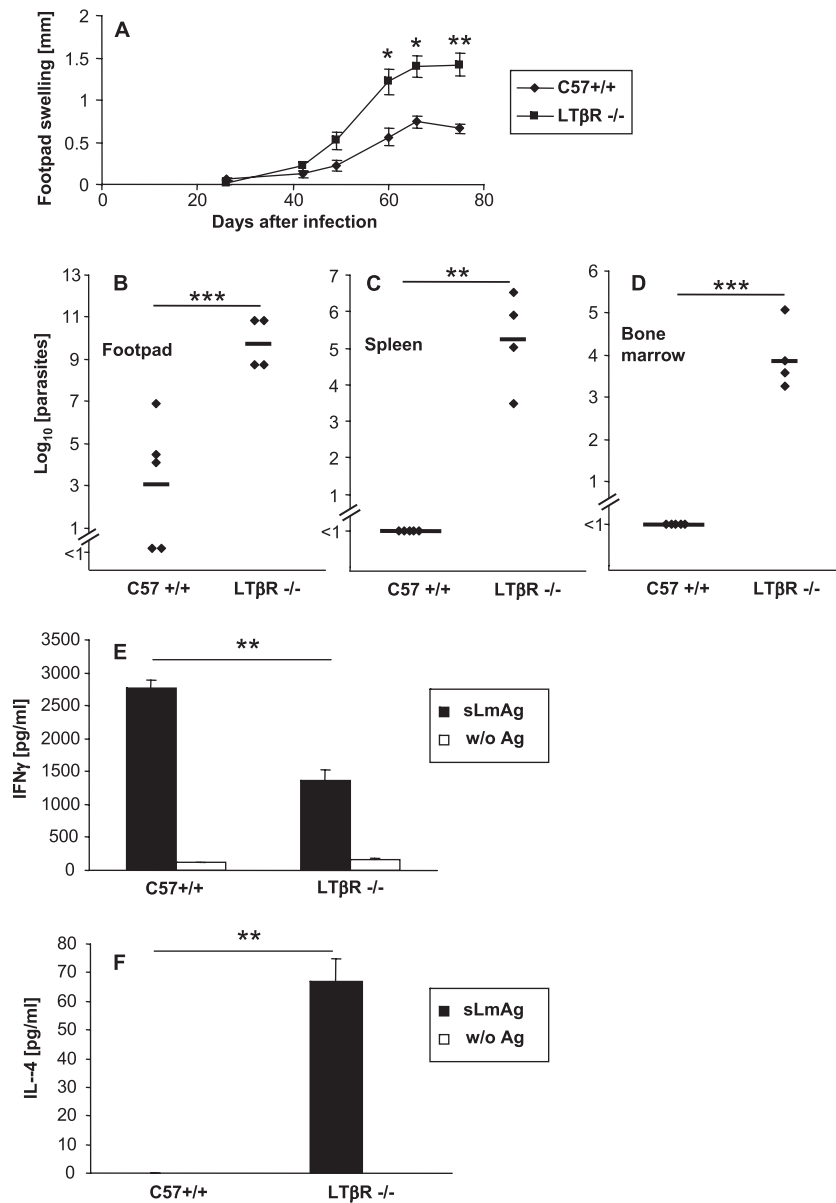 A
Footpad swelling [mm]
2
1.5
1
0.5
0
* * **
0 20 40 60 80
Days after infection
C57+/+
LTβR -/-
B
Log10 [parasites]
13
11
9
7
5
3
1
<1
***
Footpad
C57 +/+ LTβR -/-
C
7
6
5
4
3
2
1
<1
**
Spleen
C57 +/+ LTβR -/-
D
6
5
4
3
2
1
<1
***
Bone
marrow
C57 +/+ LTβR -/-
E
IFNγ [pg/ml]
3500
3000
2500
2000
1500
1000
500
0
**
C57+/+ LTβR -/-
sLmAg
w/o Ag
F
IL--4 [pg/ml]
80
70
60
50
40
30
20
10
0
**
C57+/+ LTβR -/-
sLmAg
w/o Ag